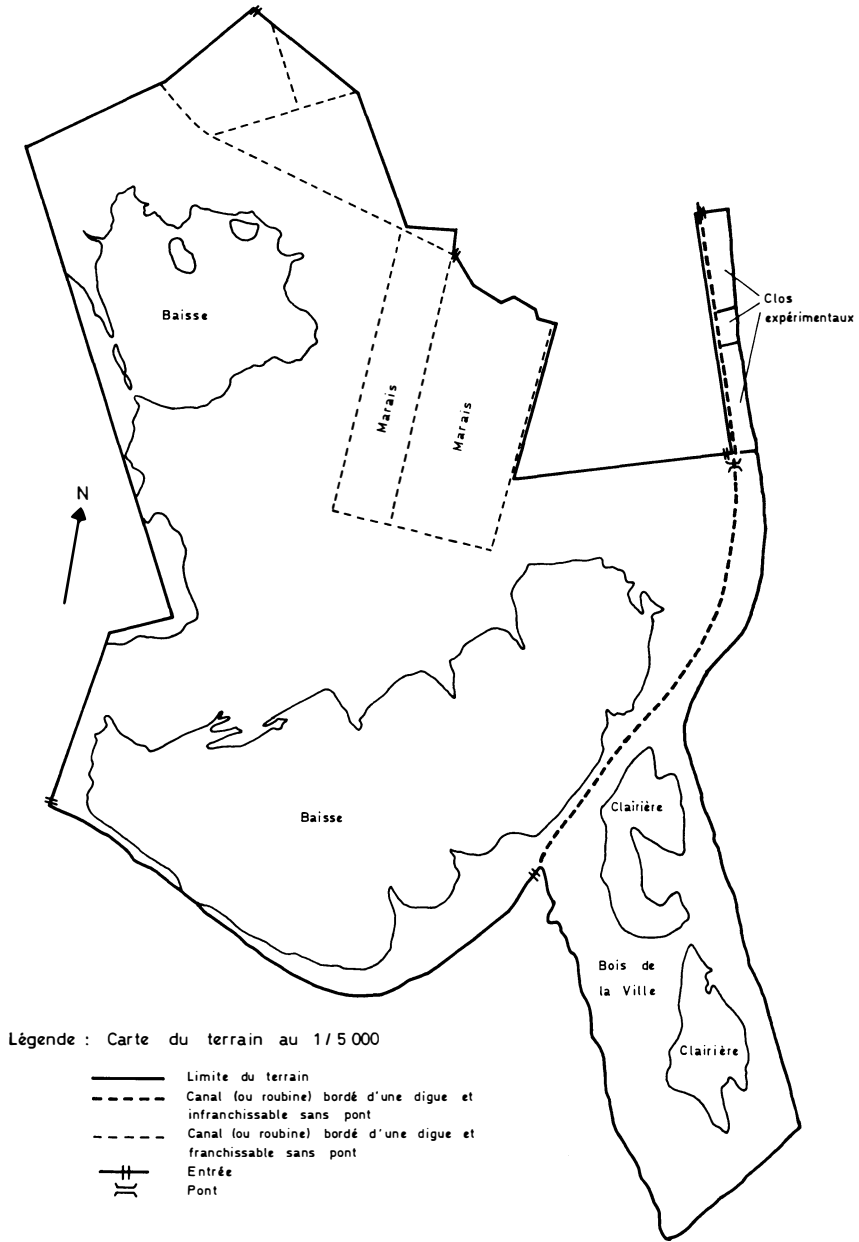 Baisse
Marais
Marais
Clos
expérimentaux
N
Baisse
Clairière
Bois de
la Ville
Clairière
Légende : Carte du terrain au 1/5 000
Limite du terrain
Canal (ou roubine) bordé d'une digue et
infranchissable sans pont
Canal (ou roubine) bordé d'une digue et
franchissable sans pont
Entrée
Pont